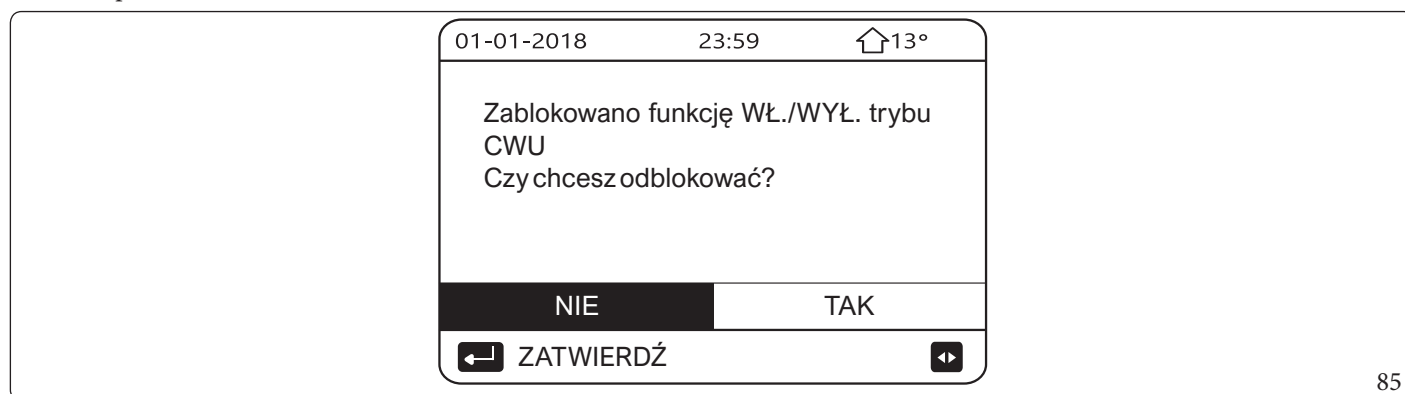 01-01-2018 23:59 13°
Zablokowano funkcję WŁ./WYŁ. trybu
CWU
Czy chcesz odblokować?
NIE TAK
ZATWIERDŹ
85